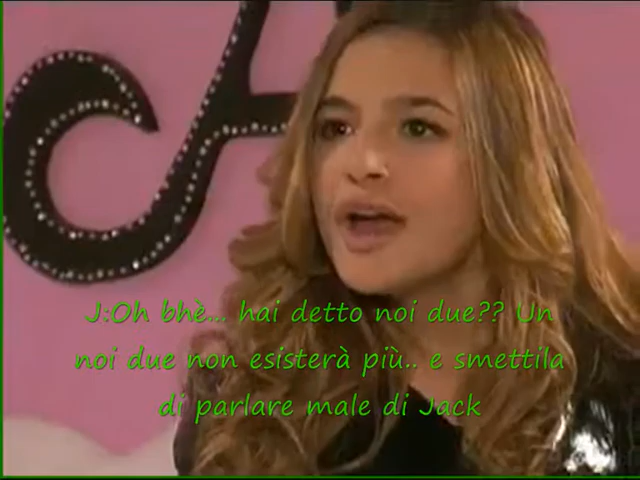 J:Oh bhè... hai detto noi due?? Un
noi due non esisterà più.. e smettila
di parlare male di Jack